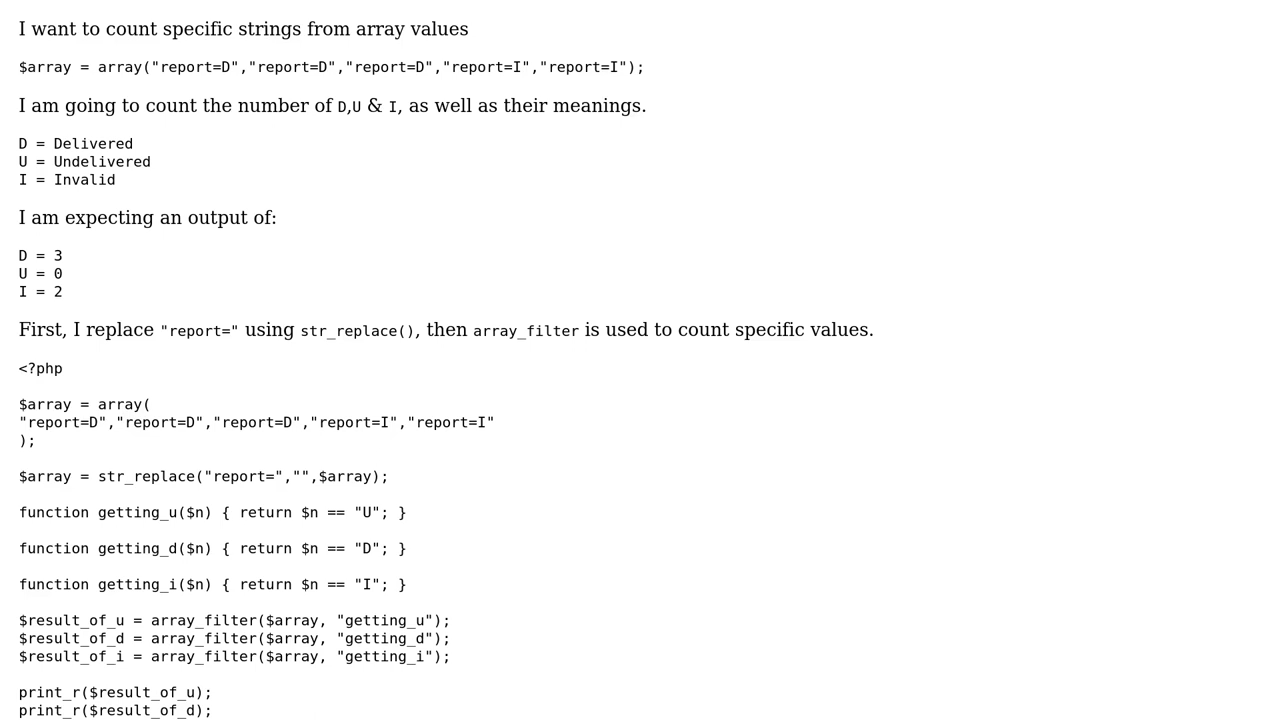 I want to count specific strings from array values
$array = array("report=D","report=D","report=D","report=I","report=I");
I am going to count the number of D,U & I, as well as their meanings.
D = Delivered
U = Undelivered
I = Invalid
I am expecting an output of:
D = 3
U = 0
I = 2
First, I replace "report=" using str_replace(), then array_filter is used to count specific values.
<?php
$array = array(
"report=D","report=D","report=D","report=I","report=I"
);
$array = str_replace("report=","",$array);
function getting_u($n) { return $n == "U"; }
function getting_d($n) { return $n == "D"; }
function getting_i($n) { return $n == "I"; }
$result_of_u = array_filter($array, "getting_u");
$result_of_d = array_filter($array, "getting_d");
$result_of_i = array_filter($array, "getting_i");
print_r($result_of_u);
print_r($result_of_d);